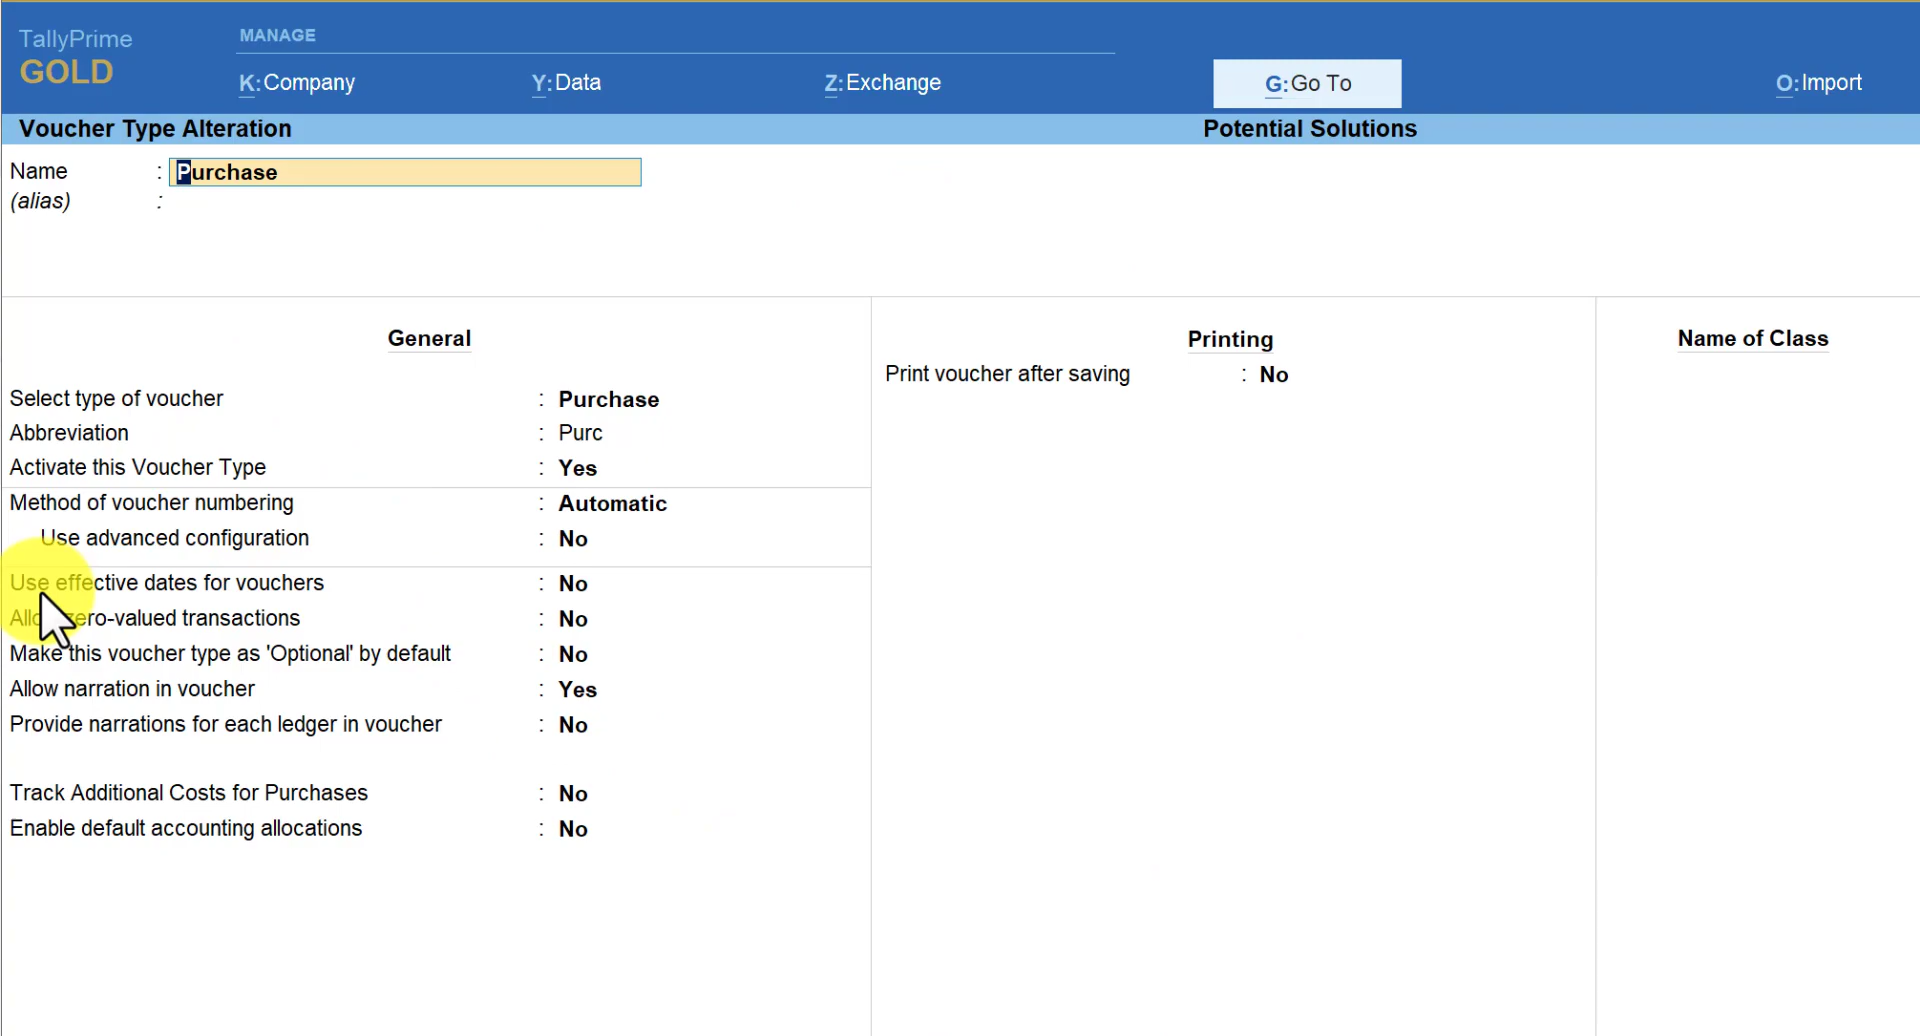 TallyPrime
GOLD
MANAGE
K:Company Y:Data Z:Exchange G:Go To O:Import
Voucher Type Alteration Potential Solutions
Name : Purchase
(alias) :
General Printing Name of Class
Print voucher after saving : No
Select type of voucher : Purchase
Abbreviation : Purc
Activate this Voucher Type : Yes
Method of voucher numbering : Automatic
Use advanced configuration : No
Use effective dates for vouchers : No
Allow zero-valued transactions : No
Make this voucher type as 'Optional' by default : No
Allow narration in voucher : Yes
Provide narrations for each ledger in voucher : No
Track Additional Costs for Purchases : No
Enable default accounting allocations : No